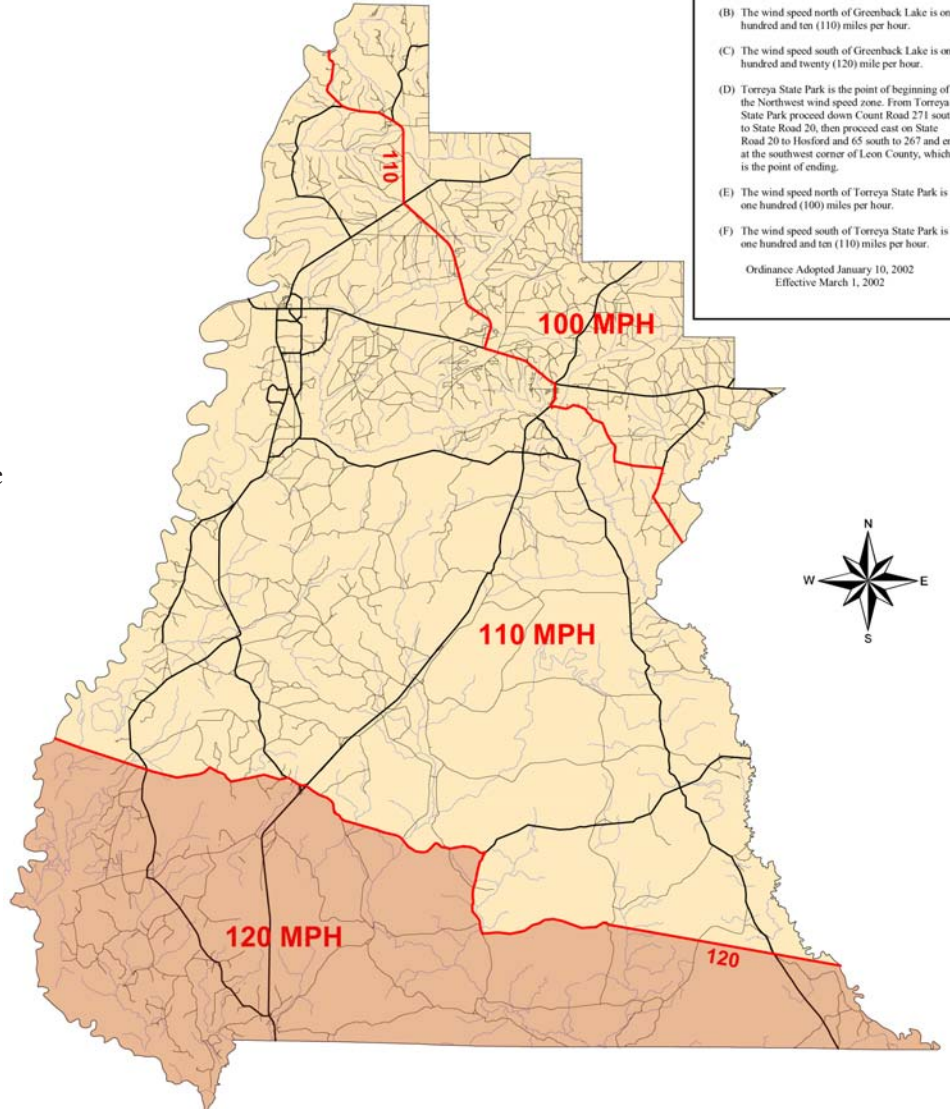 (B) The wind speed north of Greenback Lake is on
hundred and ten (110) miles per hour.
(C) The wind speed south of Greenback Lake is on
hundred and twenty (120) mile per hour.
(D) Torreya State Park is the point of beginning of
the Northwest wind speed zone. From Torreya
State Park proceed down Count Road 271 sout
to State Road 20, then proceed east on State
Road 20 to Hosford and 65 south to 267 and en
at the southwest corner of Leon County, which
is the point of ending.
(E) The wind speed north of Torreya State Park is
one hundred (100) miles per hour.
(F) The wind speed south of Torreya State Park is
one hundred and ten (110) miles per hour.
Ordinance Adopted January 10, 2002
Effective March 1, 2002
110
100 MPH
e
N
W E
S
110 MPH
120 MPH
120